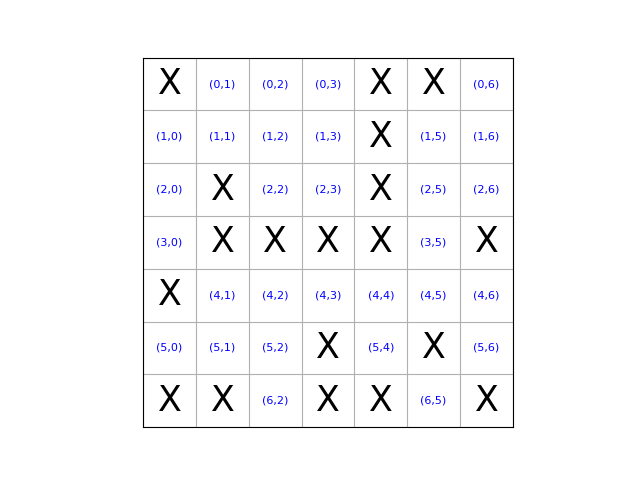 X (0,1) (0,2) (0,3) X X (0,6)
(1,0) (1,1) (1,2) (1,3) X (1,5) (1,6)
(2,0) X (2,2) (2,3) X (2,5) (2,6)
(3,0) X X X X (3,5) X
X (4,1) (4,2) (4,3) (4,4) (4,5) (4,6)
(5,0) (5,1) (5,2) X (5,4) X (5,6)
X X (6,2) X X (6,5) X